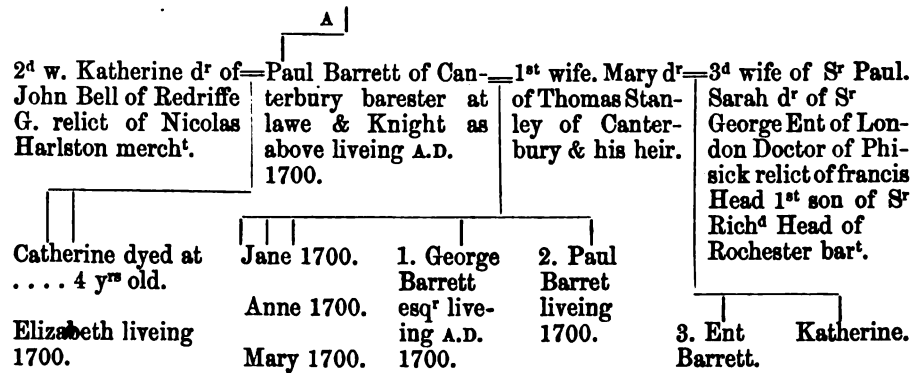 A
2ᵈ w. Katherine dʳ of
John Bell of Redriffe
G. relict of Nicolas
Harlston mercht.
Paul Barrett of Can-
terbury barester at
lawe & Knight as
above liveing A.D.
1700.
1ˢᵗ wife. Mary dʳ
of Thomas Stan-
ley of Canter-
bury & his heir.
3ᵈ wife of Sʳ Paul.
Sarah dʳ of Sʳ
George Ent of Lon-
don Doctor of Phi-
sick relict of francis
Head 1ˢᵗ son of Sʳ
Richᵈ Head of
Rochester barᵗ.
Catherine dyed at
.... 4 yʳˢ old.
Elizabeth liveing
1700.
Jane 1700.
Anne 1700.
Mary 1700.
1. George
Barrett
esqʳ live-
ing A.D.
1700.
2. Paul
Barret
liveing
1700.
3. Ent
Barrett.
Katherine.